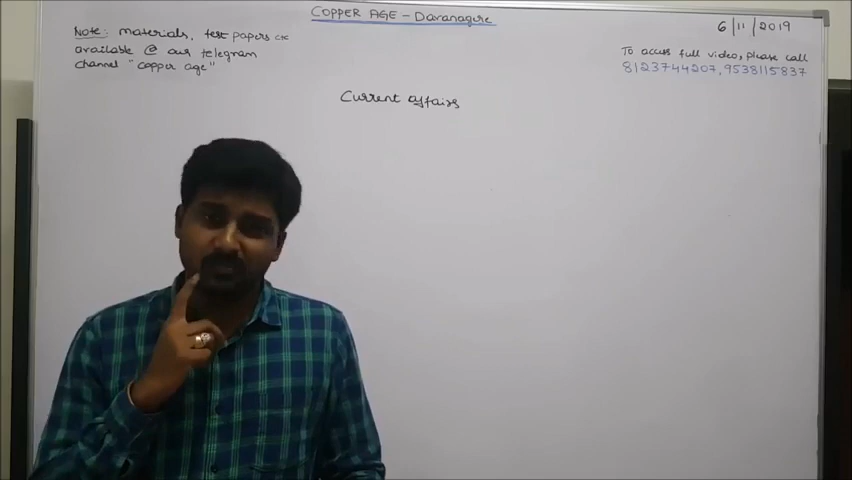 COPPER AGE - Davanagere
6/11/2019
Note: materials, test papers etc
available @ our telegram
channel "copper age"
To access full video, please call
8123744207, 9538115837
Current affairs